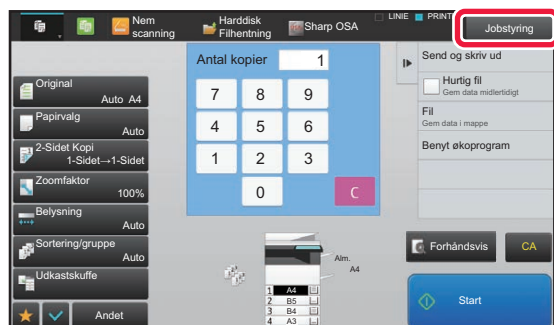 Nem
scanning
Harddisk
Filhentning
Sharp OSA
LINIE
PRINT
Jobstyring
Original
Auto A4
Papirvalg
Auto
2-Sidet Kopi
1-Sidet→1-Sidet
Zoomfaktor
100%
Belysning
Auto
Sortering/gruppe
Auto
Udkastskuffe
Andet
Antal kopier
1
7 8 9
4 5 6
1 2 3
0 C
Alm.
A4
1 A4
2 B5
3 B4
4 A3
Send og skriv ud
Hurtig fil
Gem data midlertidigt
Fil
Gem data i mappe
Benyt økoprogram
Forhåndsvis
CA
Start